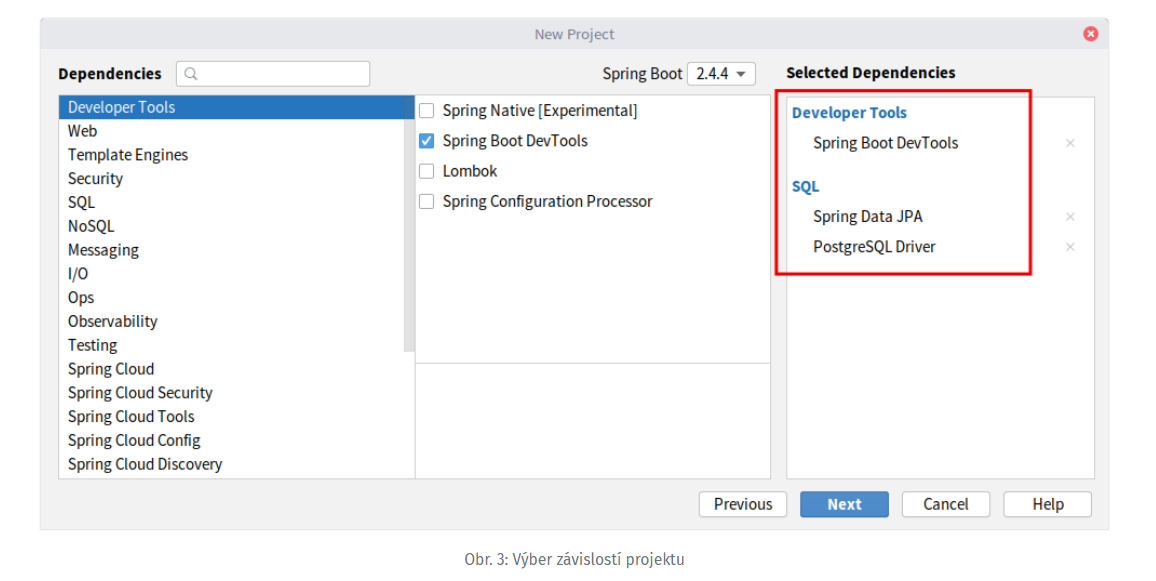 New Project
Dependencies
Spring Boot 2.4.4
Selected Dependencies
Developer Tools
Web
Template Engines
Security
SQL
NoSQL
Messaging
I/O
Ops
Observability
Testing
Spring Cloud
Spring Cloud Security
Spring Cloud Tools
Spring Cloud Config
Spring Cloud Discovery
Spring Native [Experimental]
Spring Boot DevTools
Lombok
Spring Configuration Processor
Developer Tools
Spring Boot DevTools
SQL
Spring Data JPA
PostgreSQL Driver
Previous
Next
Cancel
Help
Obr. 3: Výber závislostí projektu